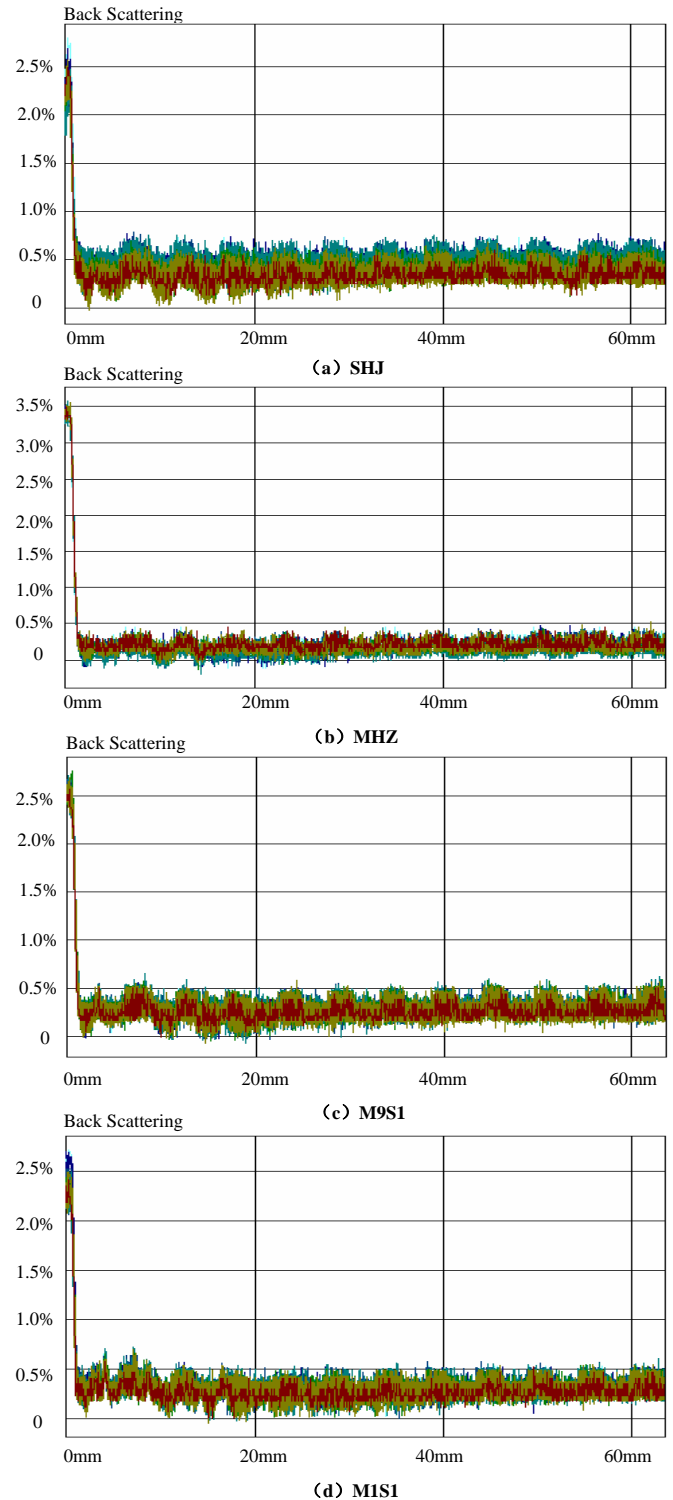 Back Scattering
2.5%
2.0%
1.5%
1.0%
0.5%
0
0mm 20mm 40mm 60mm
（a）SHJ
Back Scattering
3.5%
3.0%
2.5%
2.0%
1.5%
1.0%
0.5%
0
0mm 20mm 40mm 60mm
（b）MHZ
Back Scattering
2.5%
2.0%
1.5%
1.0%
0.5%
0
0mm 20mm 40mm 60mm
（c）M9S1
Back Scattering
2.5%
2.0%
1.5%
1.0%
0.5%
0
0mm 20mm 40mm 60mm
（d）M1S1